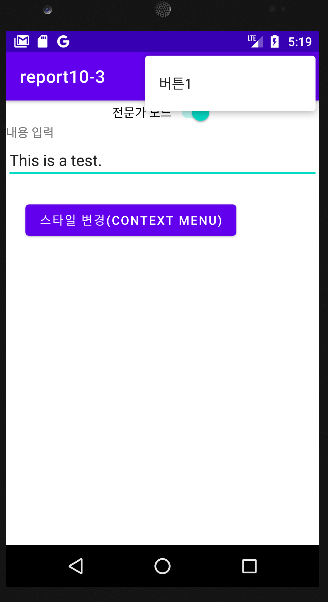 LTE 5:19
report10-3
버튼1
전문가 모드
내용 입력
This is a test.
스타일 변경(CONTEXT MENU)